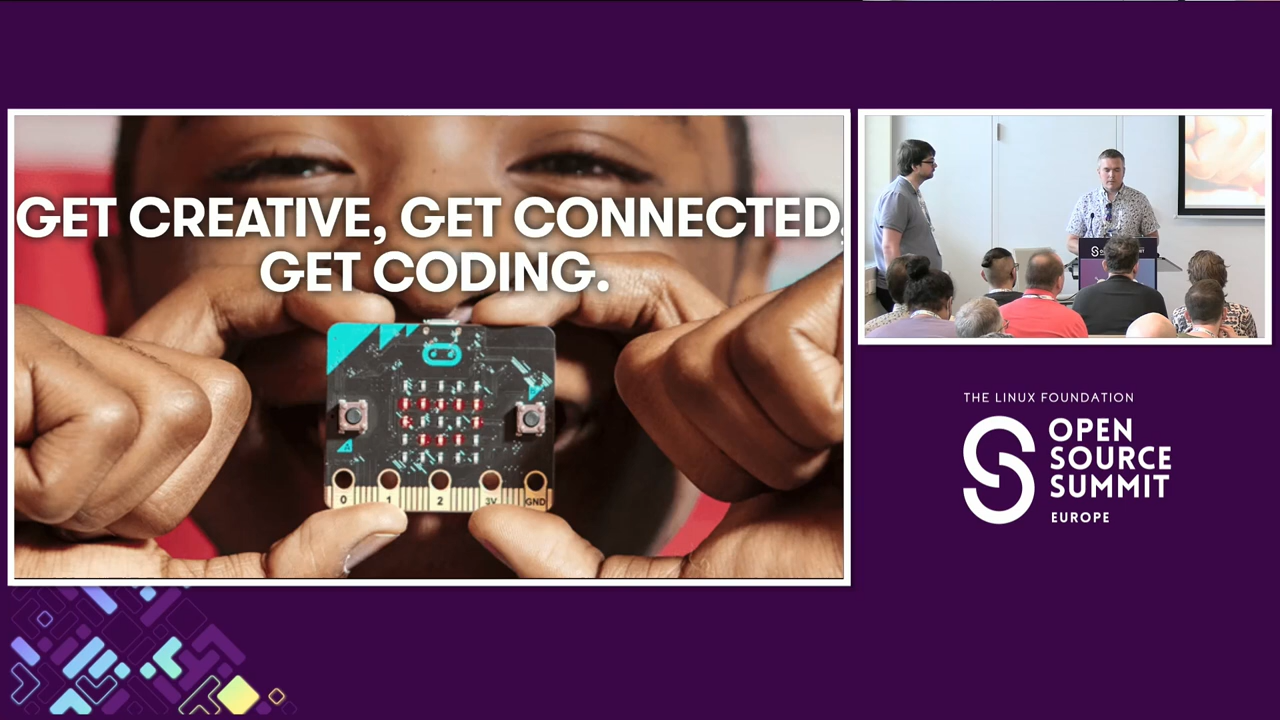 GET CREATIVE, GET CONNECTED,
GET CODING.
0 1 2 3V GND
THE LINUX FOUNDATION
OPEN
SOURCE
SUMMIT
EUROPE